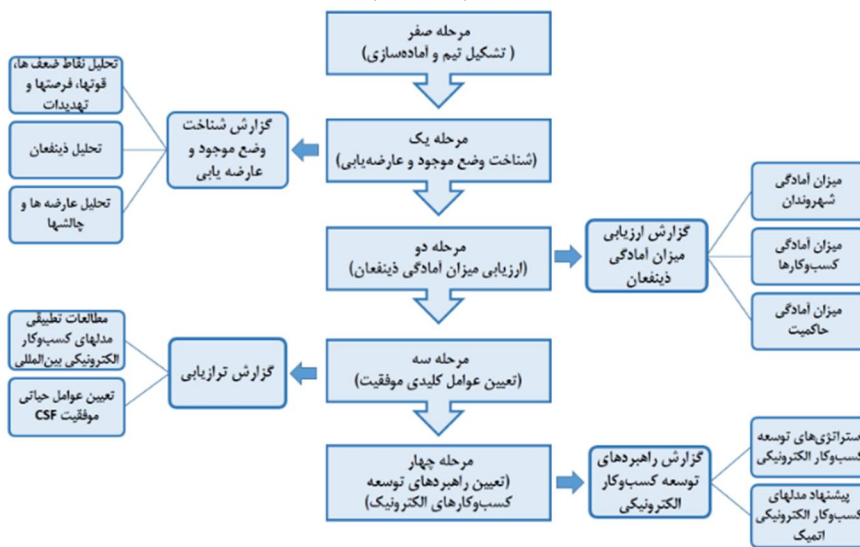 مرحله صفر
( تشکیل تیم و آماده‌سازی)
تحلیل نقاط ضعف ها،
قوتها، فرصتها و
تهدیدات
تحلیل ذینفعان
تحلیل عارضه ها و
چالشها
گزارش شناخت
وضع موجود و
عارضه یابی
مرحله یک
(شناخت وضع موجود و عارضه‌یابی)
مرحله دو
(ارزیابی میزان آمادگی ذینفعان)
گزارش ارزیابی
میزان آمادگی
ذینفعان
میزان آمادگی
شهروندان
میزان آمادگی
کسب‌وکارها
میزان آمادگی
حاکمیت
مطالعات تطبیقی
مدلهای کسب‌وکار
الکترونیکی بین‌المللی
تعیین عوامل حیاتی
موفقیت CSF
گزارش ترازیابی
مرحله سه
(تعیین عوامل کلیدی موفقیت)
مرحله چهار
(تعیین راهبردهای توسعه
کسب‌وکارهای الکترونیک)
گزارش راهبردهای
توسعه کسب‌وکار
الکترونیکی
ستراتژی‌های توسعه
کسب‌وکار الکترونیکی
پیشنهاد مدلهای
کسب‌وکار الکترونیکی
اتمیک